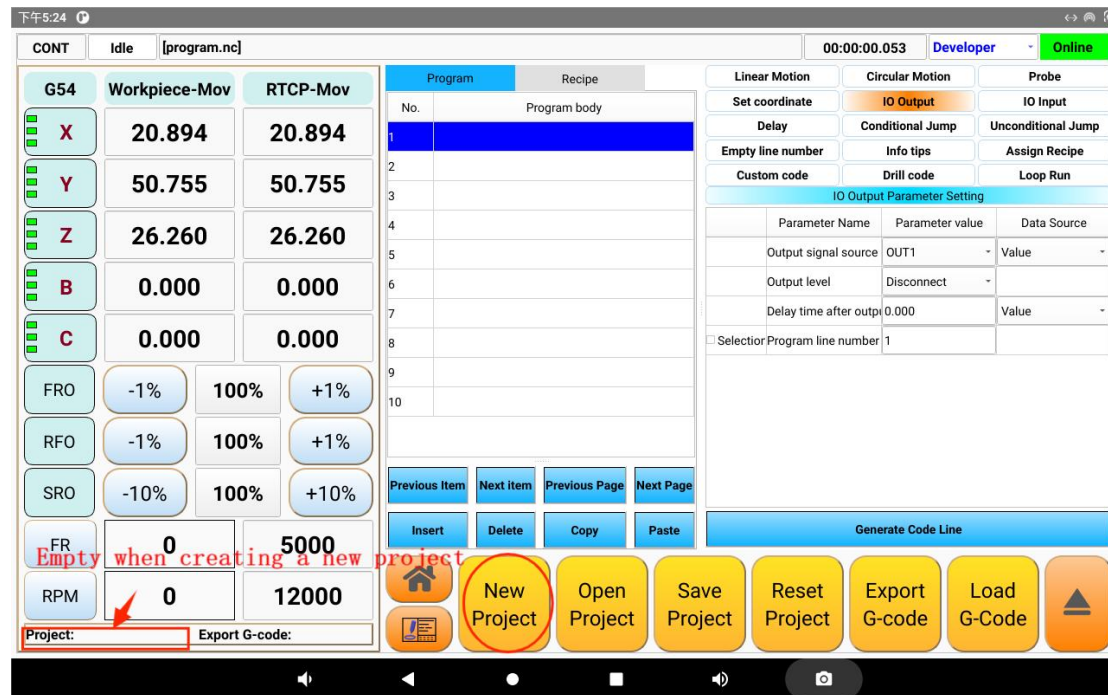 下午5:24
CONT Idle [program.nc] 00:00:00.053 Developer Online
G54 Workpiece-Mov RTCP-Mov
X 20.894 20.894
Y 50.755 50.755
Z 26.260 26.260
B 0.000 0.000
C 0.000 0.000
FRO -1% 100% +1%
RFO -1% 100% +1%
SRO -10% 100% +10%
FR 0 5000
Empty when creating a new project
RPM 0 12000
Project: Export G-code:
Program Recipe
No. Program body
1
2
3
4
5
6
7
8
9
10
Previous Item Next item Previous Page Next Page
Insert Delete Copy Paste
Linear Motion Circular Motion Probe
Set coordinate IO Output IO Input
Delay Conditional Jump Unconditional Jump
Empty line number Info tips Assign Recipe
Custom code Drill code Loop Run
IO Output Parameter Setting
Parameter Name Parameter value Data Source
Output signal source OUT1 Value
Output level Disconnect
Delay time after outp 0.000 Value
Selection Program line number 1
Generate Code Line
New Project
Open Project
Save Project
Reset Project
Export G-code
Load G-Code